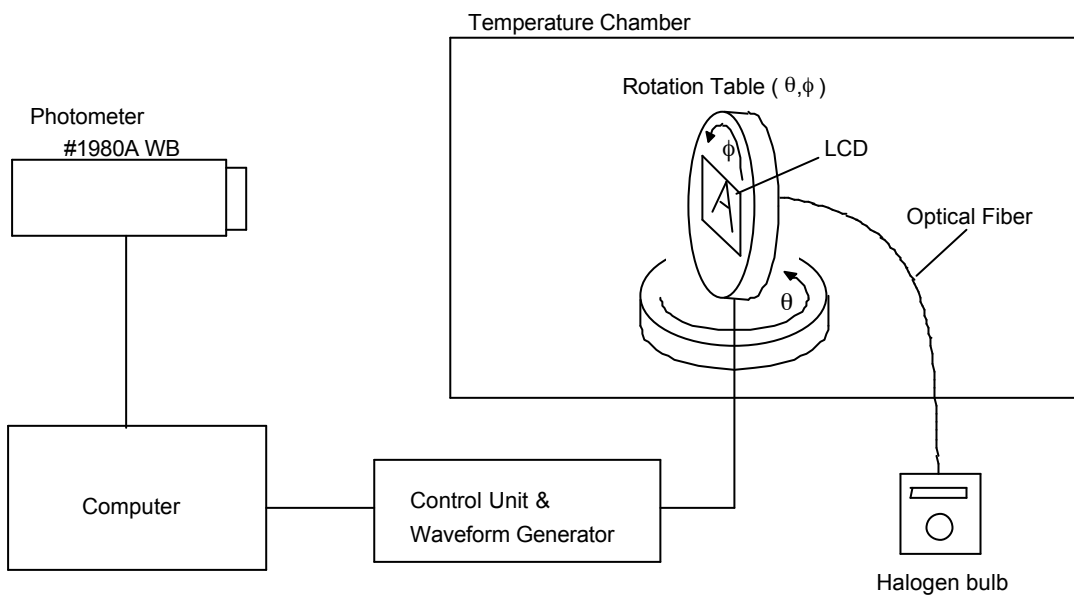 Temperature Chamber
Rotation Table ( θ,ϕ )
Photometer
#1980A WB
ϕ
LCD
A
Optical Fiber
θ
Computer
Control Unit &
Waveform Generator
Halogen bulb